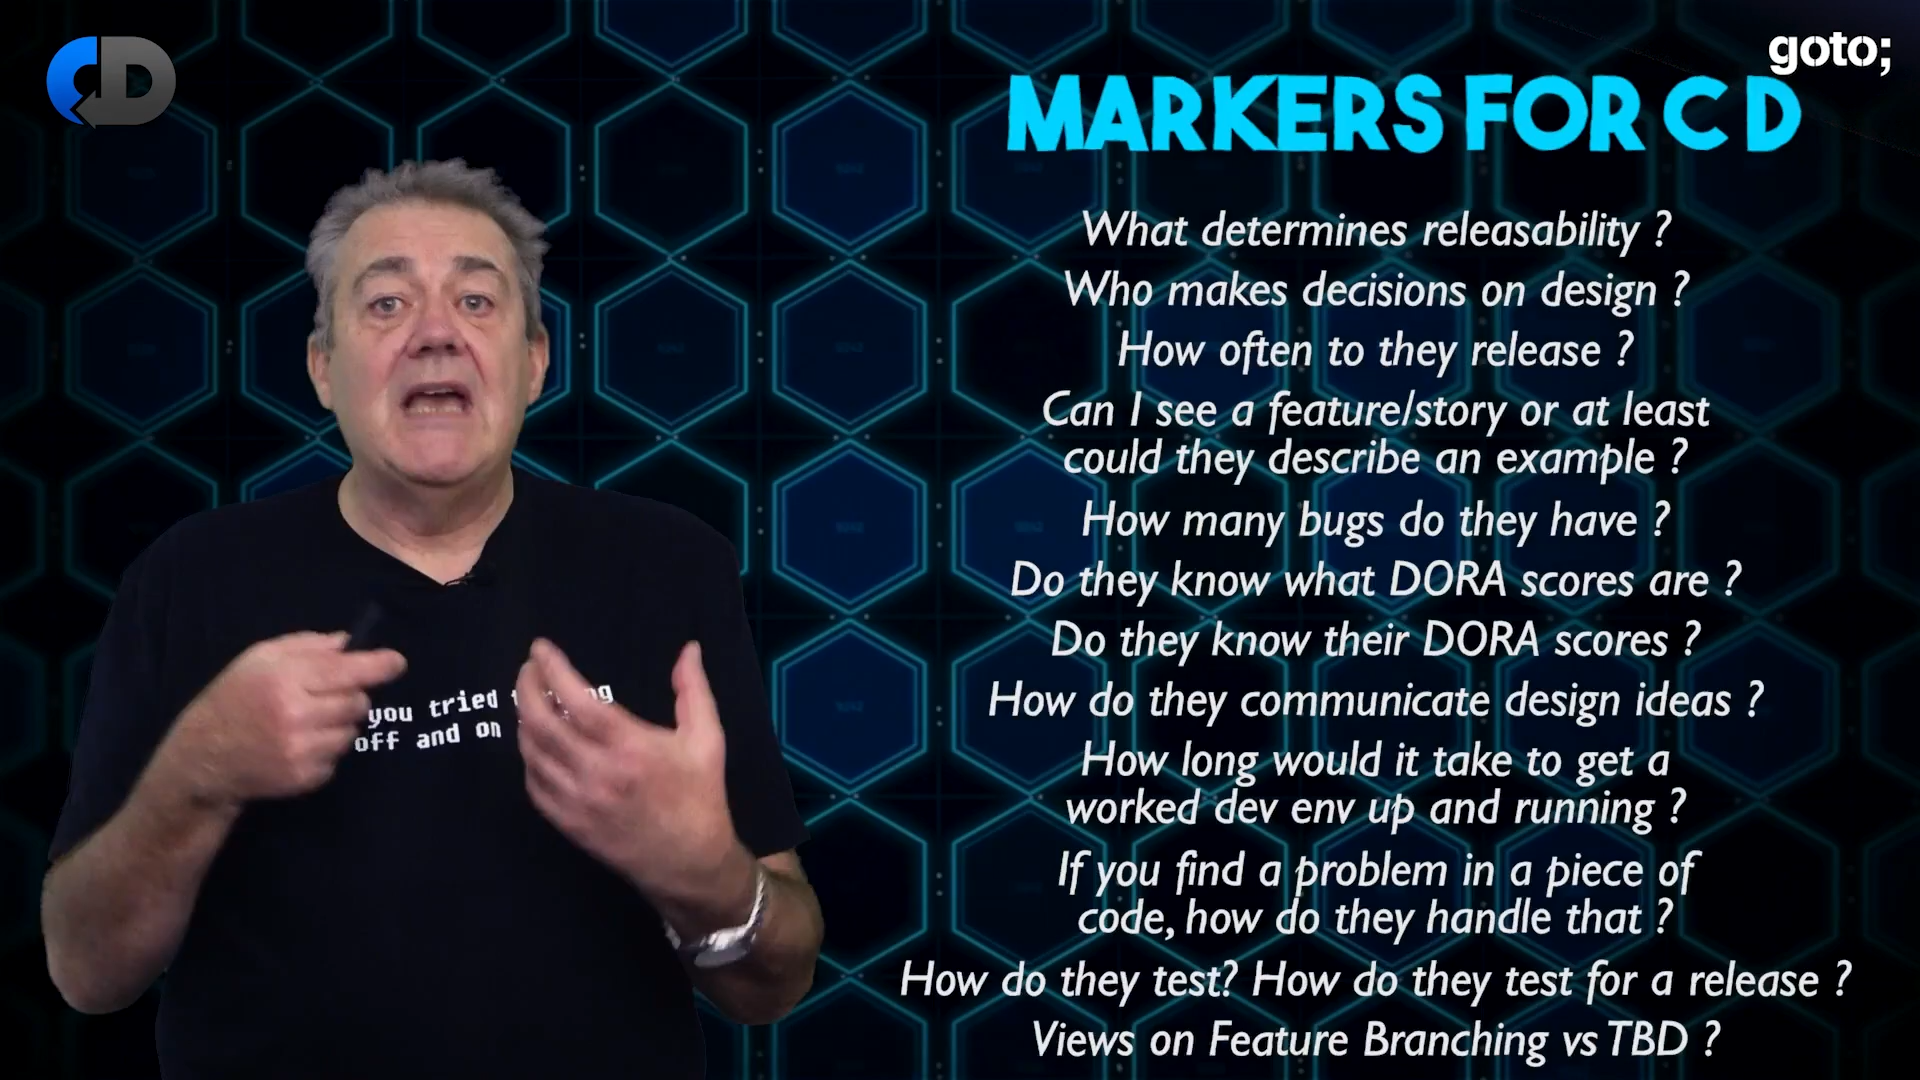 CD
goto;
MARKERS FOR C D
What determines releasability ?
Who makes decisions on design ?
How often to they release ?
Can I see a feature/story or at least
could they describe an example ?
How many bugs do they have ?
Do they know what DORA scores are ?
Do they know their DORA scores ?
How do they communicate design ideas ?
How long would it take to get a
worked dev env up and running ?
If you find a problem in a piece of
code, how do they handle that ?
How do they test? How do they test for a release ?
Views on Feature Branching vs TBD ?
you tried
off and on